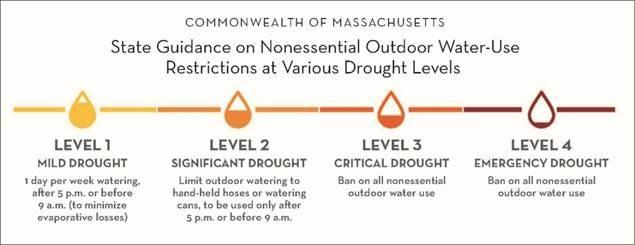 COMMONWEALTH OF MASSACHUSETTS
State Guidance on Nonessential Outdoor Water-Use
Restrictions at Various Drought Levels
LEVEL 1
MILD DROUGHT
1 day per week watering,
after 5 p.m. or before
9 a.m. (to minimize
evaporative losses)
LEVEL 2
SIGNIFICANT DROUGHT
Limit outdoor watering to
hand-held hoses or watering
cans, to be used only after
5 p.m. or before 9 a.m.
LEVEL 3
CRITICAL DROUGHT
Ban on all nonessential
outdoor water use
LEVEL 4
EMERGENCY DROUGHT
Ban on all nonessential
outdoor water use